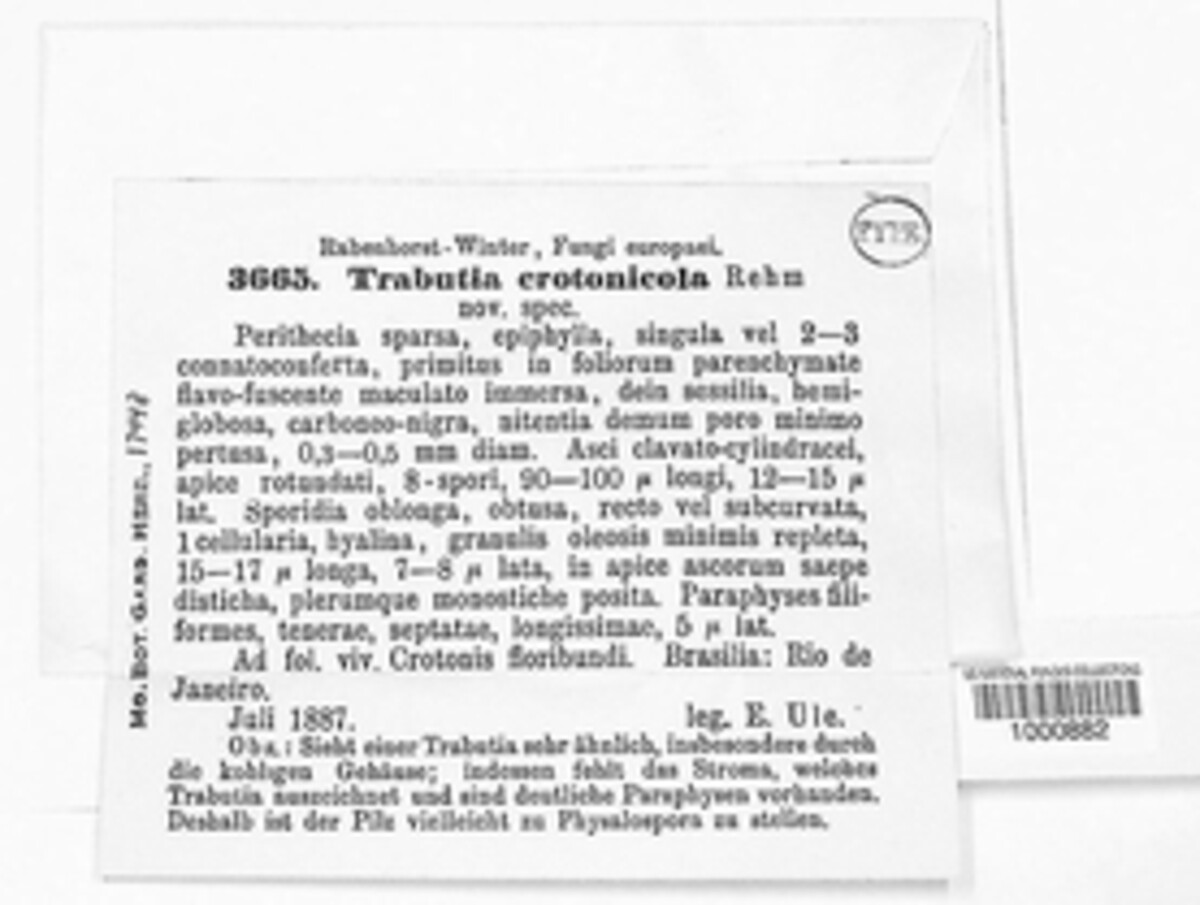 TYPE
Rabenhorst-Winter, Fungi europaei.
3665. Trabutia crotonicola Rehm
nov. spec.
Perithecia sparsa, epiphylla, singula vel 2—3
connatoconferta, primitus in foliorum parenchymate
flavo-fuscente maculato immersa, dein sessilia, hemi-
globosa, carboneo-nigra, nitentia demum poro minimo
pertusa, 0,3—0,5 mm diam. Asci clavato-cylindracei,
apice rotundati, 8-spori, 90—100 µ longi, 12—15 µ
lat. Sporidia oblonga, obtusa, recto vel subcurvata,
1 cellularia, hyalina, granulis oleosis minimis repleta,
15—17 µ longa, 7—8 µ lata, in apice ascorum saepe
disticha, plerumque monostiche posita. Paraphyses fili-
formes, tenerae, septatae, longissimae, 5 µ lat.
Ad fol. viv. Crotonis floribundi. Brasilia: Rio de
Janeiro.
Juli 1887. leg. E. Ule.
Obs.: Sieht einer Trabutia sehr ähnlich, insbesondere durch
die kohligen Gehäuse; indessen fehlt das Stroma, welches
Trabutia auszeichnet und sind deutliche Paraphysen vorhanden.
Deshalb ist der Pilz vielleicht zu Physalospora zu stellen.
MO. BOT. GARD. HERB.,
1000882